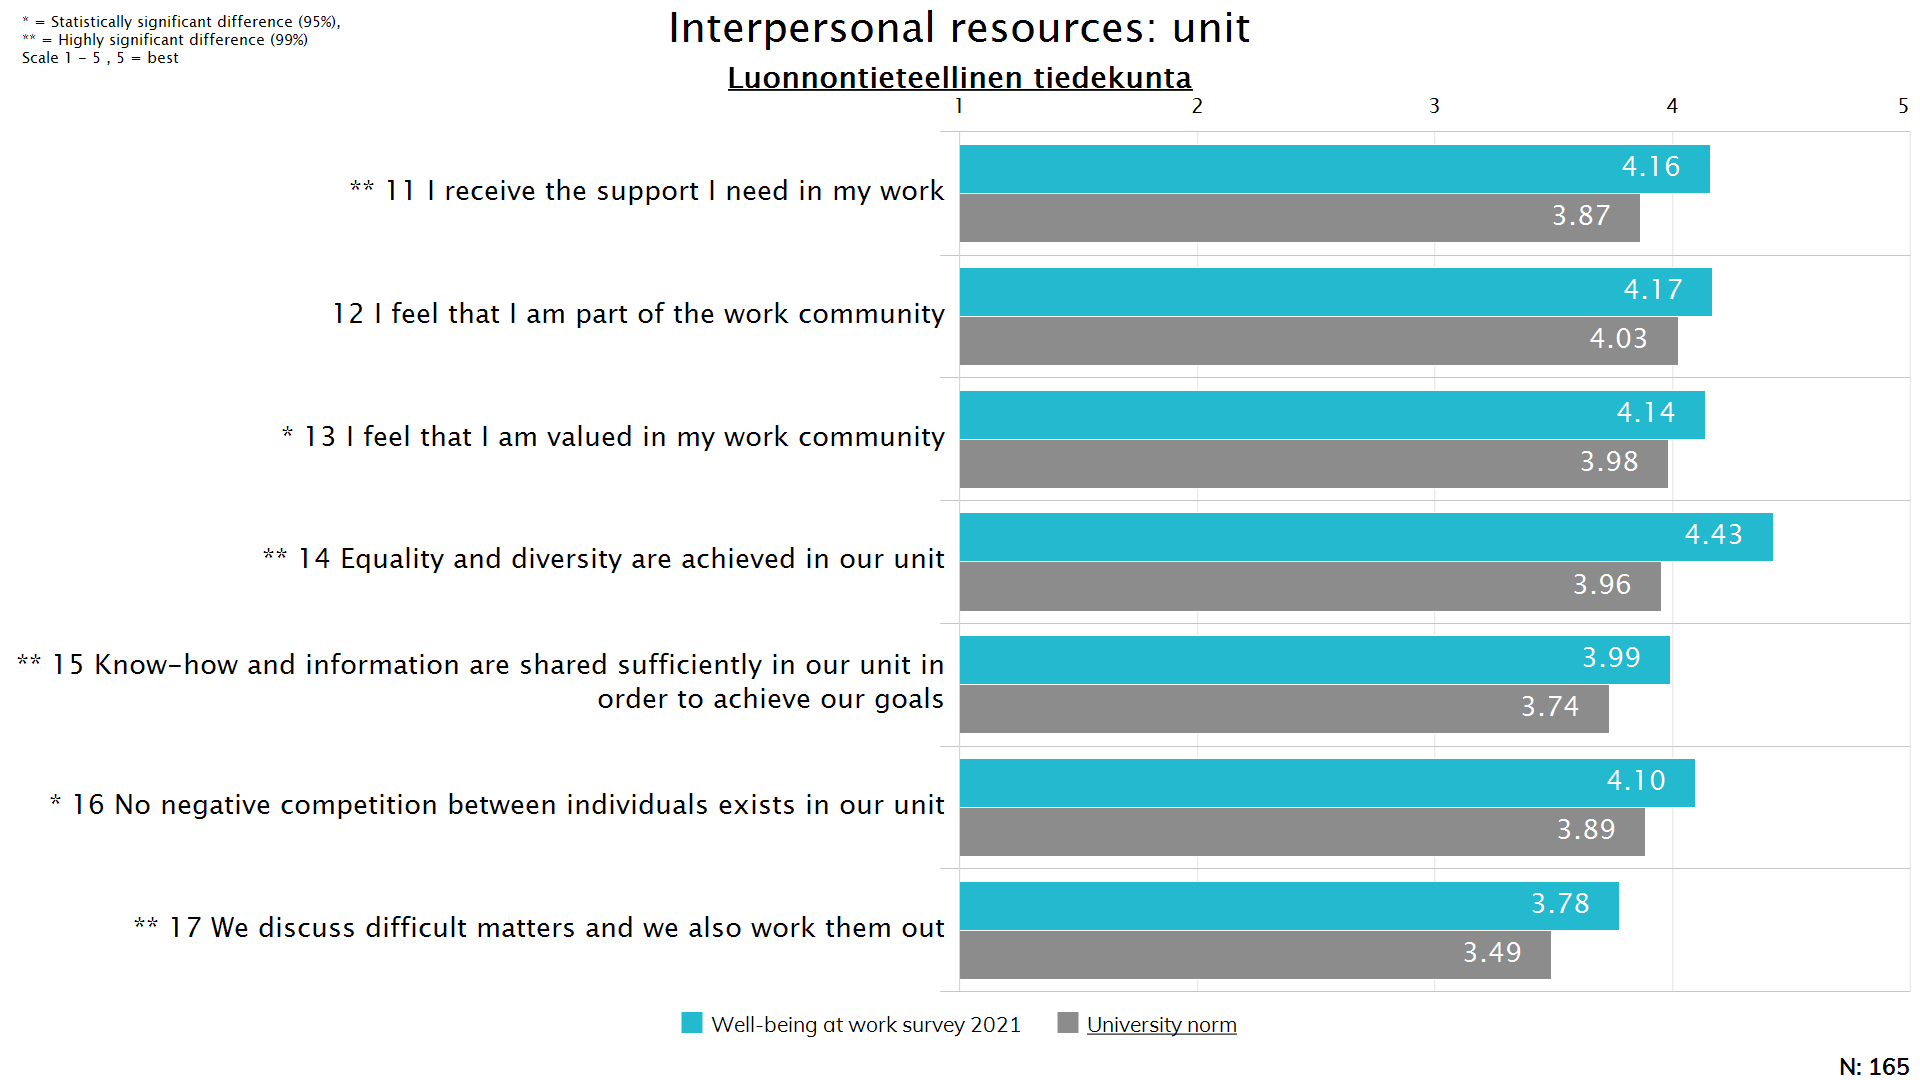 * = Statistically significant difference (95%),
** = Highly significant difference (99%)
Scale 1 - 5 , 5 = best
Interpersonal resources: unit
Luonnontieteellinen tiedekunta
1 2 3 4 5
** 11 I receive the support I need in my work
4.16
3.87
12 I feel that I am part of the work community
4.17
4.03
* 13 I feel that I am valued in my work community
4.14
3.98
** 14 Equality and diversity are achieved in our unit
4.43
3.96
** 15 Know-how and information are shared sufficiently in our unit in
order to achieve our goals
3.99
3.74
* 16 No negative competition between individuals exists in our unit
4.10
3.89
** 17 We discuss difficult matters and we also work them out
3.78
3.49
Well-being at work survey 2021 University norm
N: 165